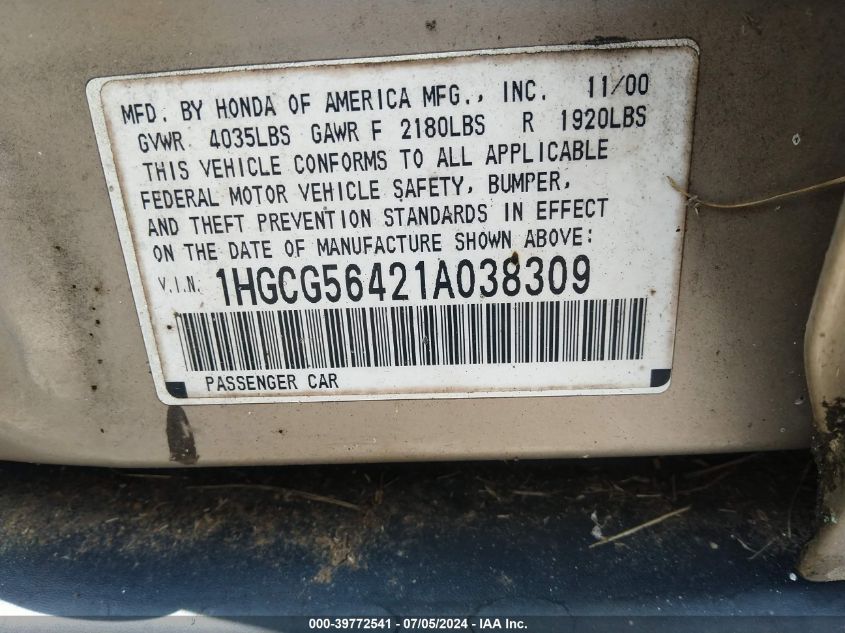 MFD. BY HONDA OF AMERICA MFG., INC. 11/00
GVWR 4035LBS GAWR F 2180LBS R 1920LBS
THIS VEHICLE CONFORMS TO ALL APPLICABLE
FEDERAL MOTOR VEHICLE SAFETY, BUMPER,
AND THEFT PREVENTION STANDARDS IN EFFECT
ON THE DATE OF MANUFACTURE SHOWN ABOVE:
V.I.N. 1HGCG56421A038309
PASSENGER CAR
000-39772541 - 07/05/2024 - IAA Inc.